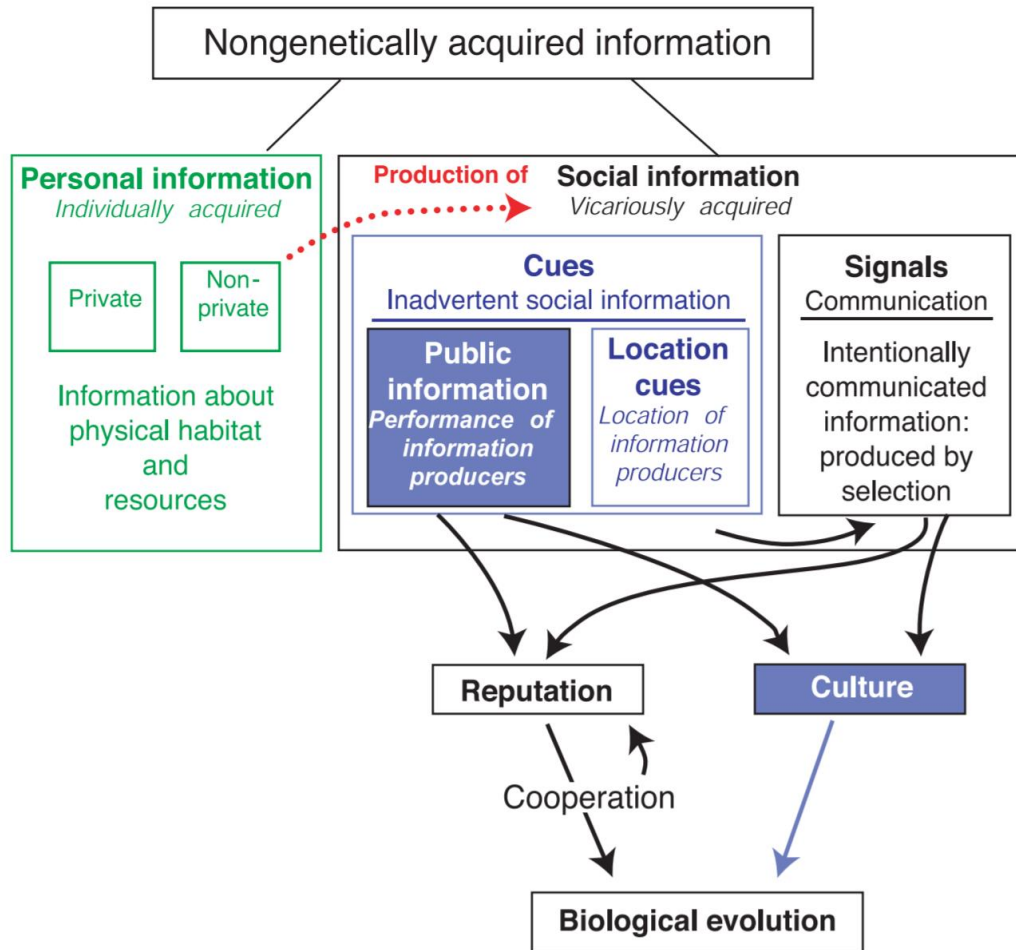 Nongenetically acquired information
Personal information
Individually acquired
Private
Non-
private
Information about
physical habitat
and
resources
Production of
Social information
Vicariously acquired
Cues
Inadvertent social information
Public
information
Performance of
information
producers
Location
cues
Location of
information
producers
Signals
Communication
Intentionally
communicated
information:
produced by
selection
Reputation
Culture
Cooperation
Biological evolution